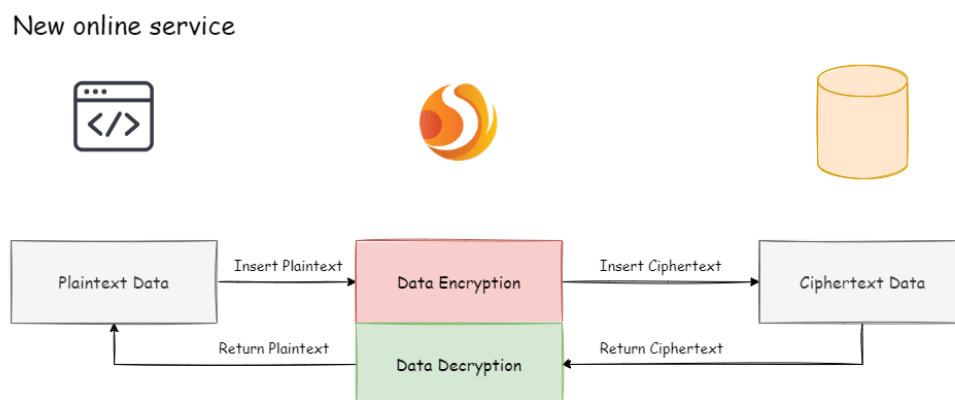 New online service
Insert Plaintext
Insert Ciphertext
Plaintext Data
Data Encryption
Ciphertext Data
Return Plaintext
Return Ciphertext
Data Decryption